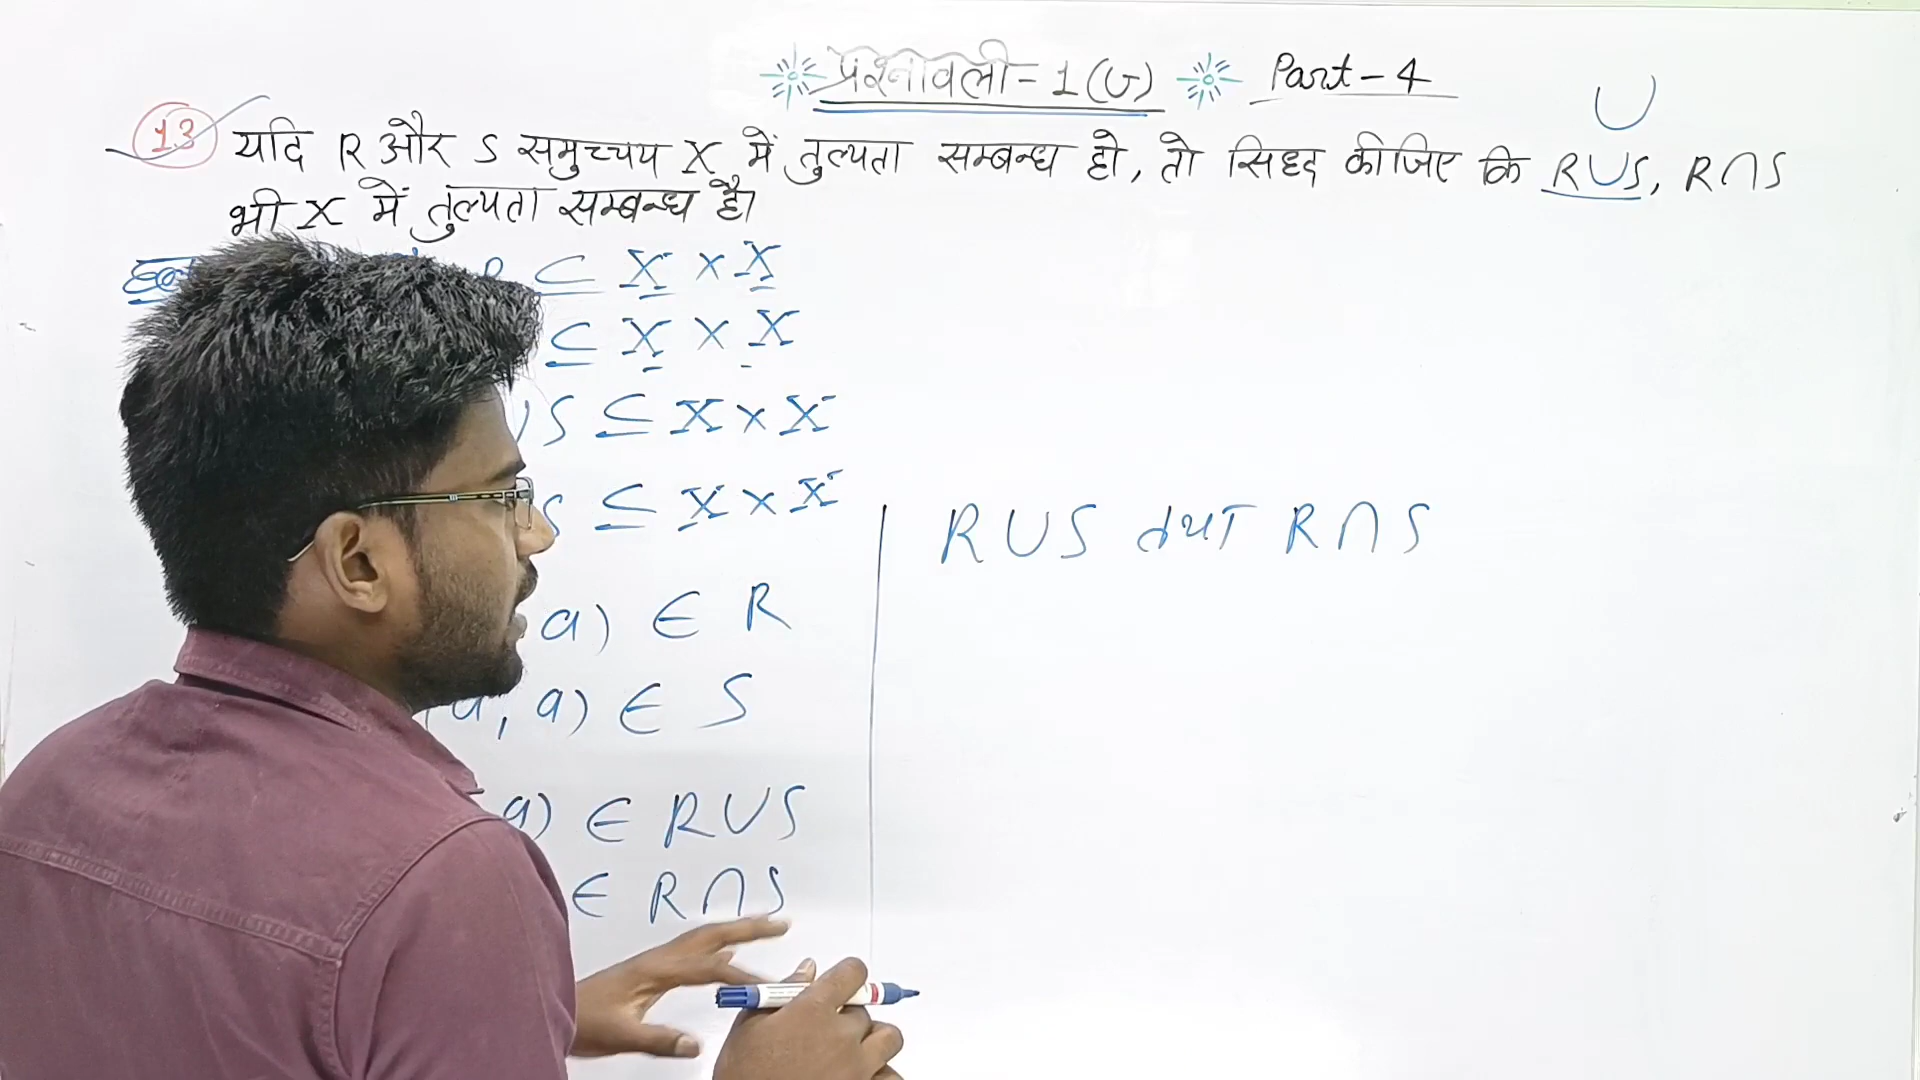 प्रश्नावली-1(G) Part-4
U
13 यदि R और S समुच्चय X में तुल्यता सम्बन्ध हो, तो सिद्ध कीजिए कि RUS, R∩S
भी X में तुल्यता सम्बन्ध है।
⊆ X × X
⊆ X × X
S ⊆ X × X
S ⊆ X × X
a) ∈ R
a, a) ∈ S
a) ∈ RUS
∈ R∩S
RUS तथा R∩S